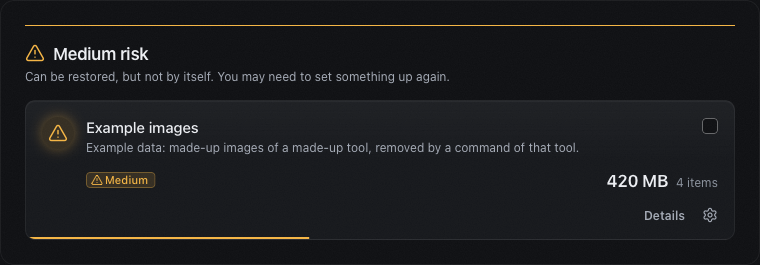 Medium risk
Can be restored, but not by itself. You may need to set something up again.
Example images
Example data: made-up images of a made-up tool, removed by a command of that tool.
Medium
420 MB 4 items
Details